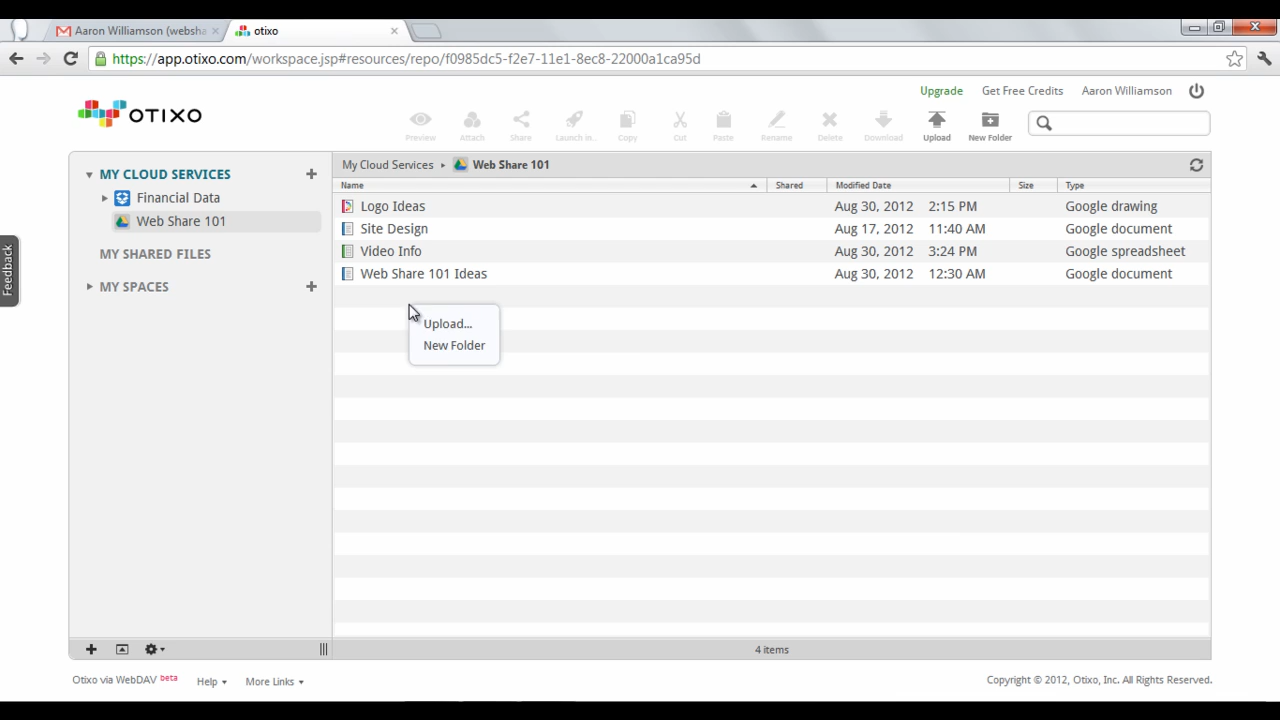 Aaron Williamson (websha
otixo
https://app.otixo.com/workspace.jsp#resources/repo/f0985dc5-f2e7-11e1-8ec8-22000a1ca95d
Upgrade Get Free Credits Aaron Williamson
OTIXO
Preview Attach Share Launch in.. Copy Cut Paste Rename Delete Download Upload New Folder
MY CLOUD SERVICES
Financial Data
Web Share 101
MY SHARED FILES
MY SPACES
Feedback
My Cloud Services Web Share 101
Name Shared Modified Date Size Type
Logo Ideas Aug 30, 2012 2:15 PM Google drawing
Site Design Aug 17, 2012 11:40 AM Google document
Video Info Aug 30, 2012 3:24 PM Google spreadsheet
Web Share 101 Ideas Aug 30, 2012 12:30 AM Google document
Upload...
New Folder
4 items
Otixo via WebDAV beta Help More Links
Copyright © 2012, Otixo, Inc. All Rights Reserved.